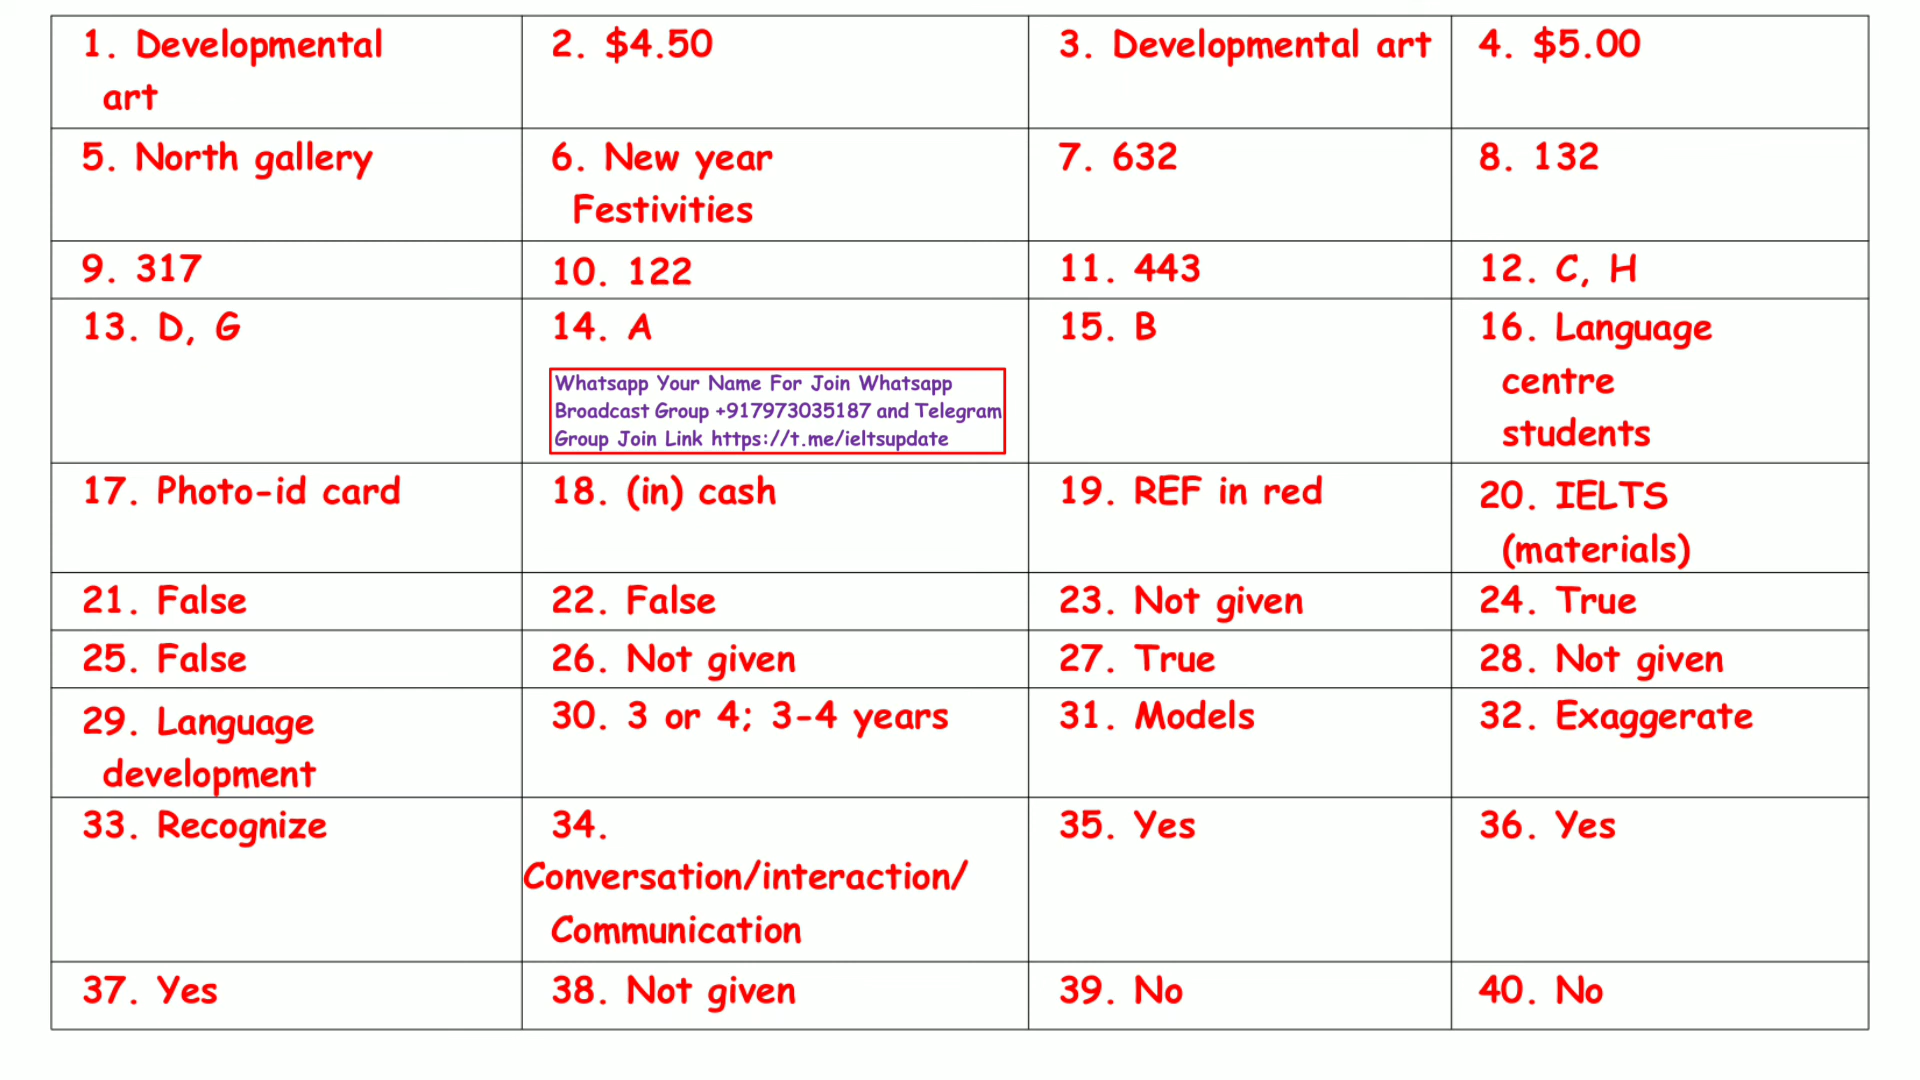 1. Developmental
art
2. $4.50
3. Developmental art
4. $5.00
5. North gallery
6. New year
Festivities
7. 632
8. 132
9. 317
10. 122
11. 443
12. C, H
13. D, G
14. A
Whatsapp Your Name For Join Whatsapp
Broadcast Group +917973035187 and Telegram
Group Join Link https://t.me/ieltsupdate
15. B
16. Language
centre
students
17. Photo-id card
18. (in) cash
19. REF in red
20. IELTS
(materials)
21. False
22. False
23. Not given
24. True
25. False
26. Not given
27. True
28. Not given
29. Language
development
30. 3 or 4; 3-4 years
31. Models
32. Exaggerate
33. Recognize
34.
Conversation/interaction/
Communication
35. Yes
36. Yes
37. Yes
38. Not given
39. No
40. No